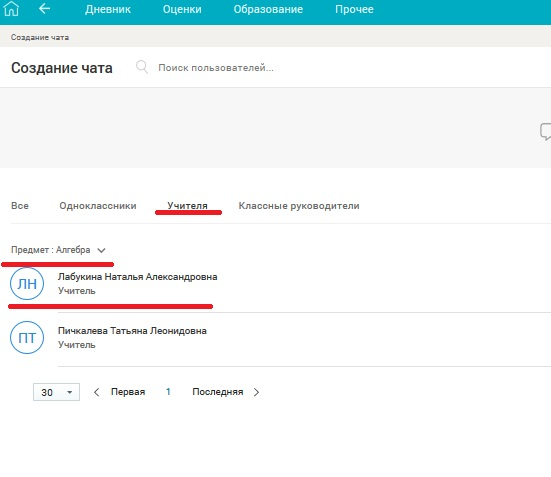 Дневник Оценки Образование Прочее
Создание чата
Создание чата Поиск пользователей...
Все Одноклассники Учителя Классные руководители
Предмет : Алгебра
ЛН Лабукина Наталья Александровна
Учитель
ПТ Пичкалева Татьяна Леонидовна
Учитель
30 Первая 1 Последняя